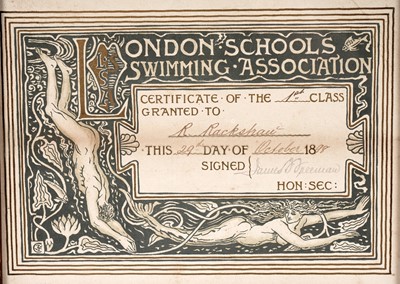 LONDON SCHOOLS
SWIMMING · ASSOCIATION
CERTIFICATE · OF · THE 1st CLASS
GRANTED · TO
R. Rackshaw
THIS 29th DAY · OF October 18
SIGNED
HON: SEC: